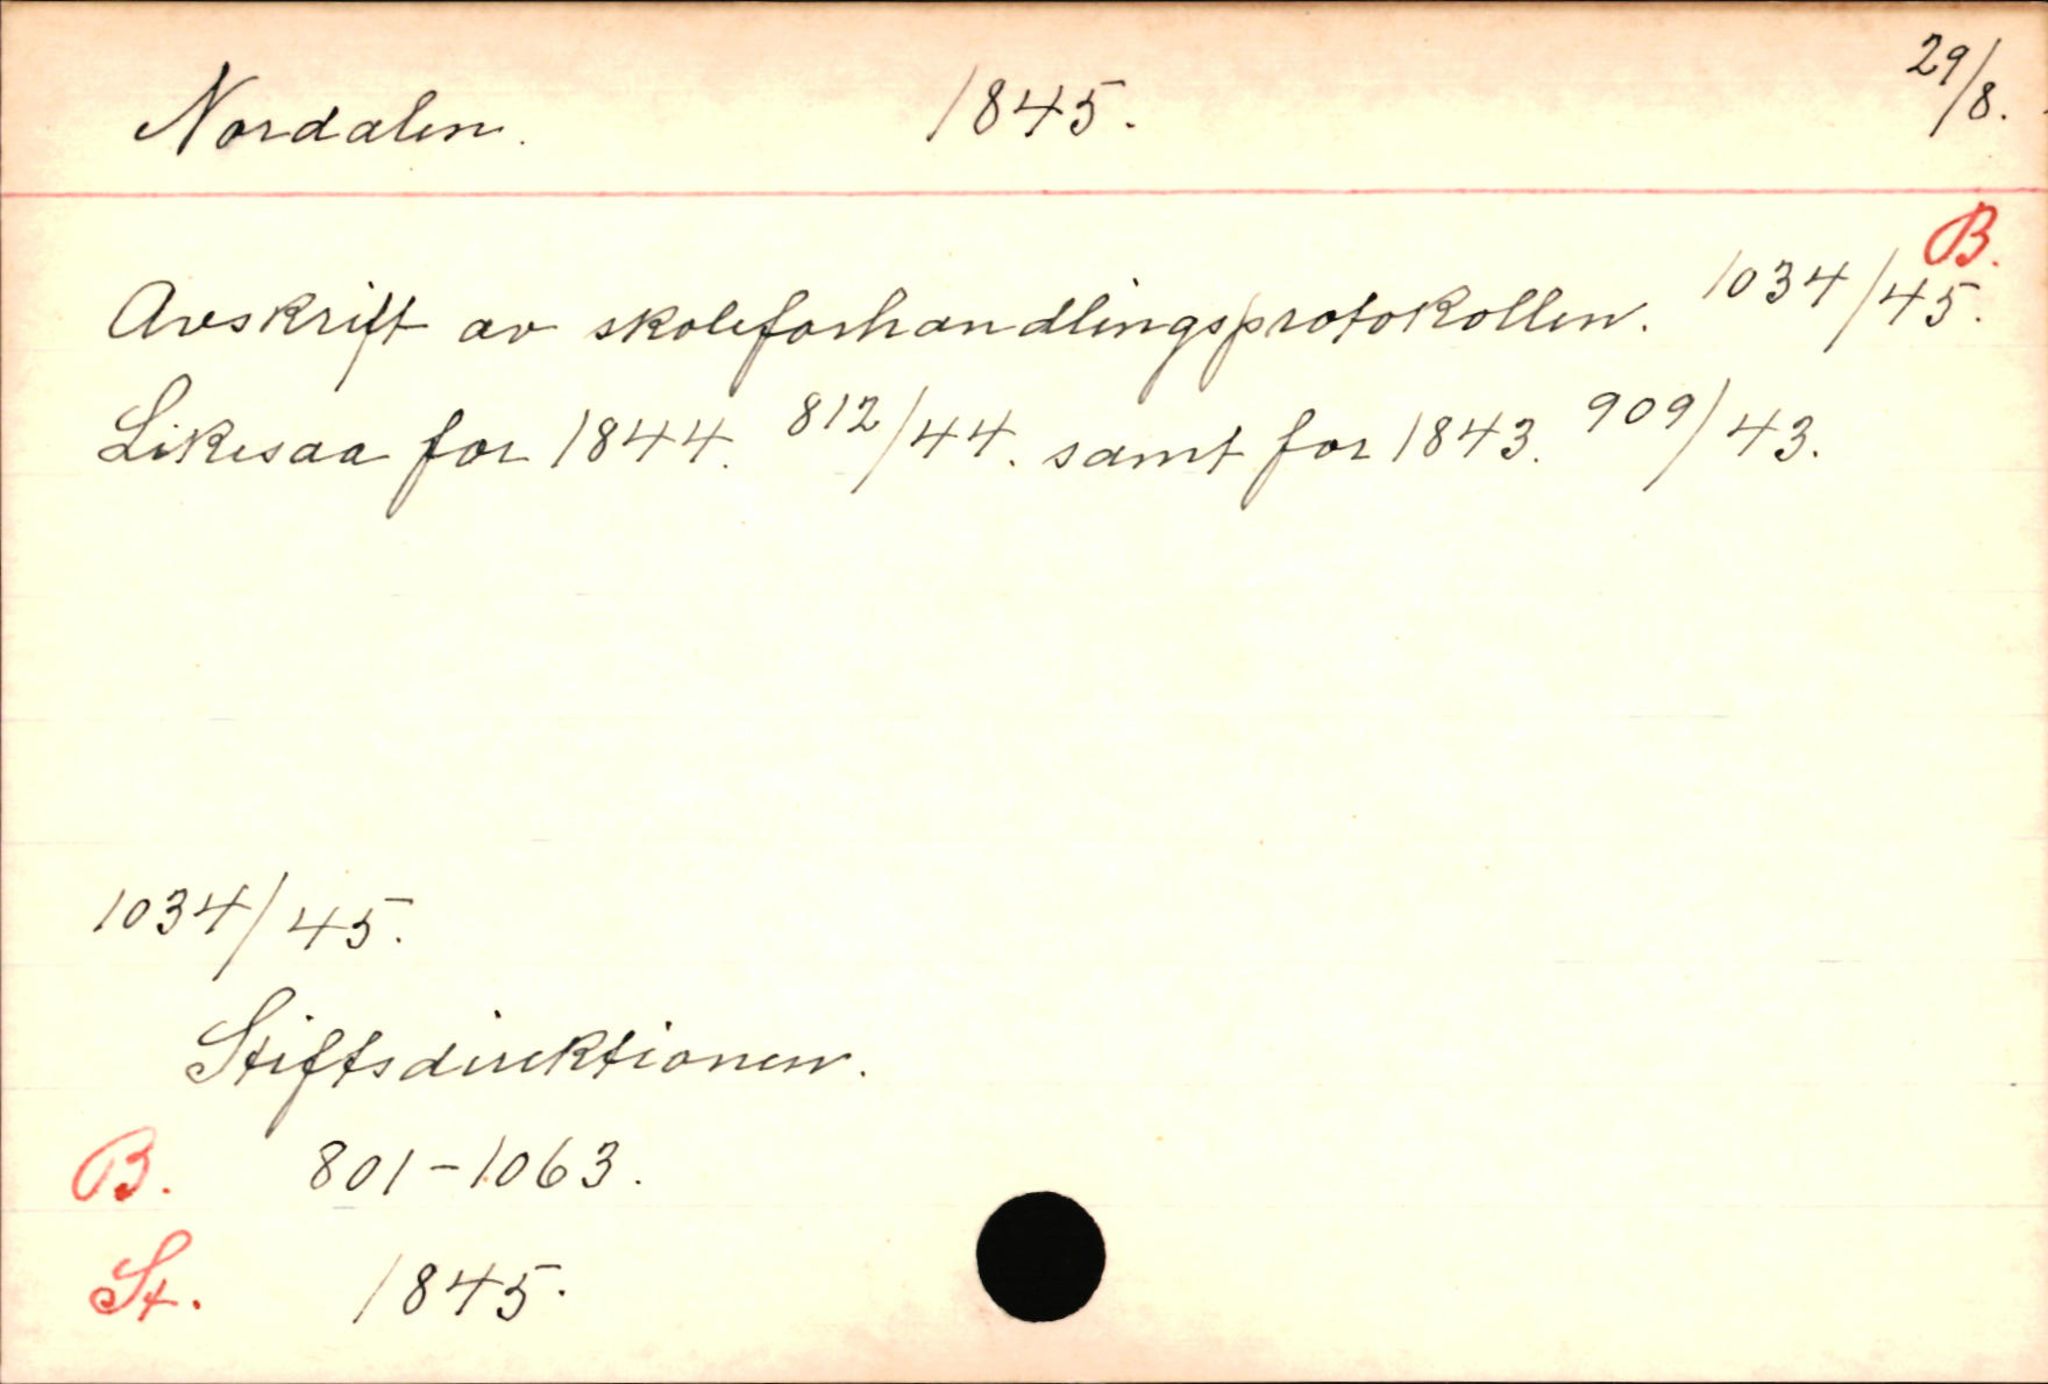 Nordalen. 1845. 29/8.
B.
Avskrift av skoleforhandlingsprotokollen. 1034/45.
Likesaa for 1844. 812/44. samt for 1843. 909/43.
1034/45.
Stiftsdirektionen.
B. 801-1063.
St. 1845.